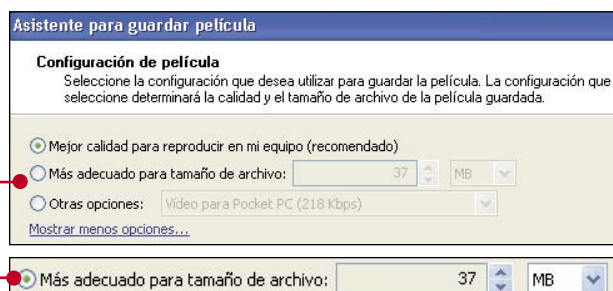 Asistente para guardar película
Configuración de película
Seleccione la configuración que desea utilizar para guardar la película. La configuración que
seleccione determinará la calidad y el tamaño de archivo de la película guardada.
Mejor calidad para reproducir en mi equipo (recomendado)
Más adecuado para tamaño de archivo: 37 MB
Otras opciones: Vídeo para Pocket PC (218 Kbps)
Mostrar menos opciones...
Más adecuado para tamaño de archivo: 37 MB